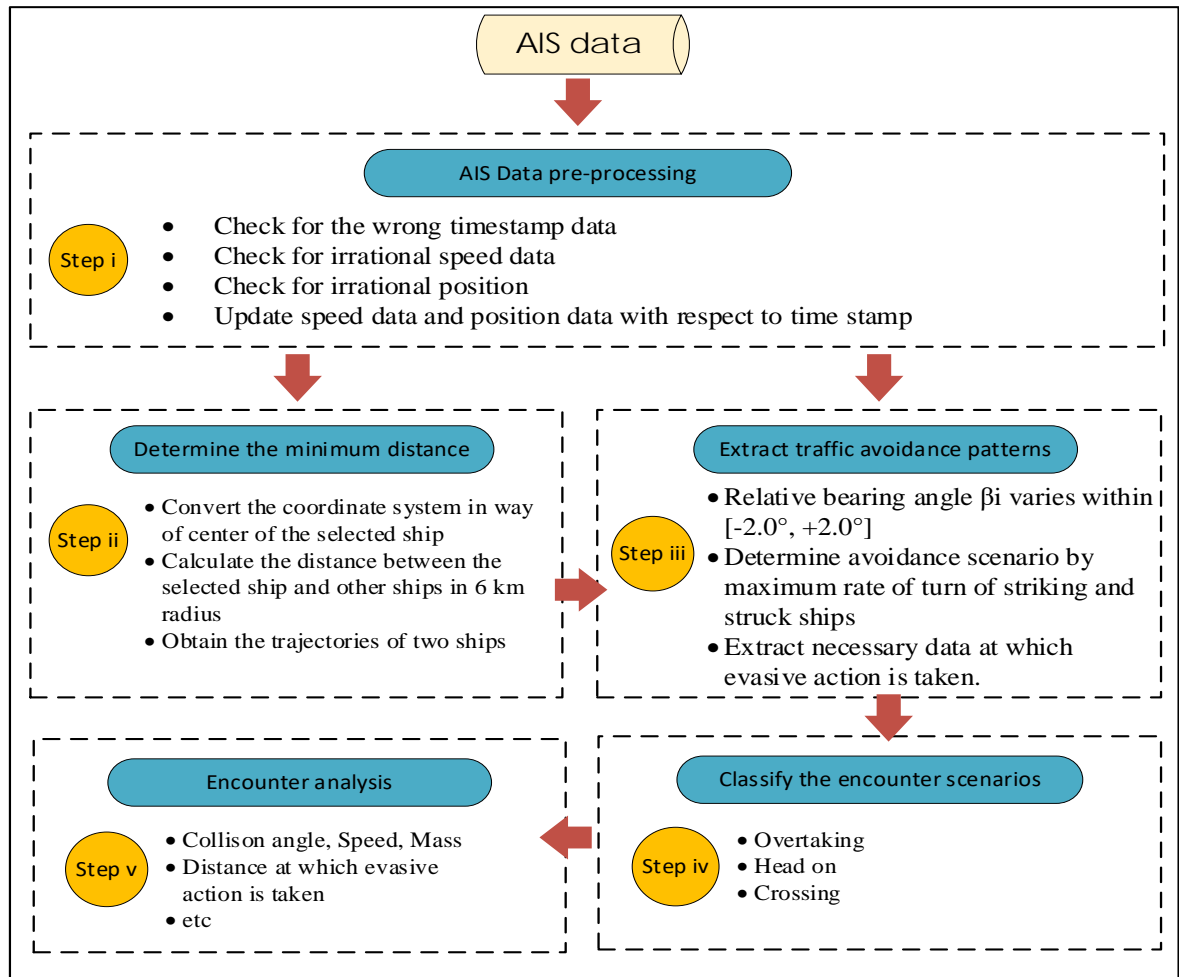 AIS data
AIS Data pre-processing
Step i
• Check for the wrong timestamp data
• Check for irrational speed data
• Check for irrational position
• Update speed data and position data with respect to time stamp
Determine the minimum distance
Step ii
• Convert the coordinate system in way
of center of the selected ship
• Calculate the distance between the
selected ship and other ships in 6 km
radius
• Obtain the trajectories of two ships
Extract traffic avoidance patterns
Step iii
• Relative bearing angle βi varies within
[-2.0°, +2.0°]
• Determine avoidance scenario by
maximum rate of turn of striking and
struck ships
• Extract necessary data at which
evasive action is taken.
Classify the encounter scenarios
Step iv
• Overtaking
• Head on
• Crossing
Encounter analysis
Step v
• Collison angle, Speed, Mass
• Distance at which evasive
action is taken
• etc